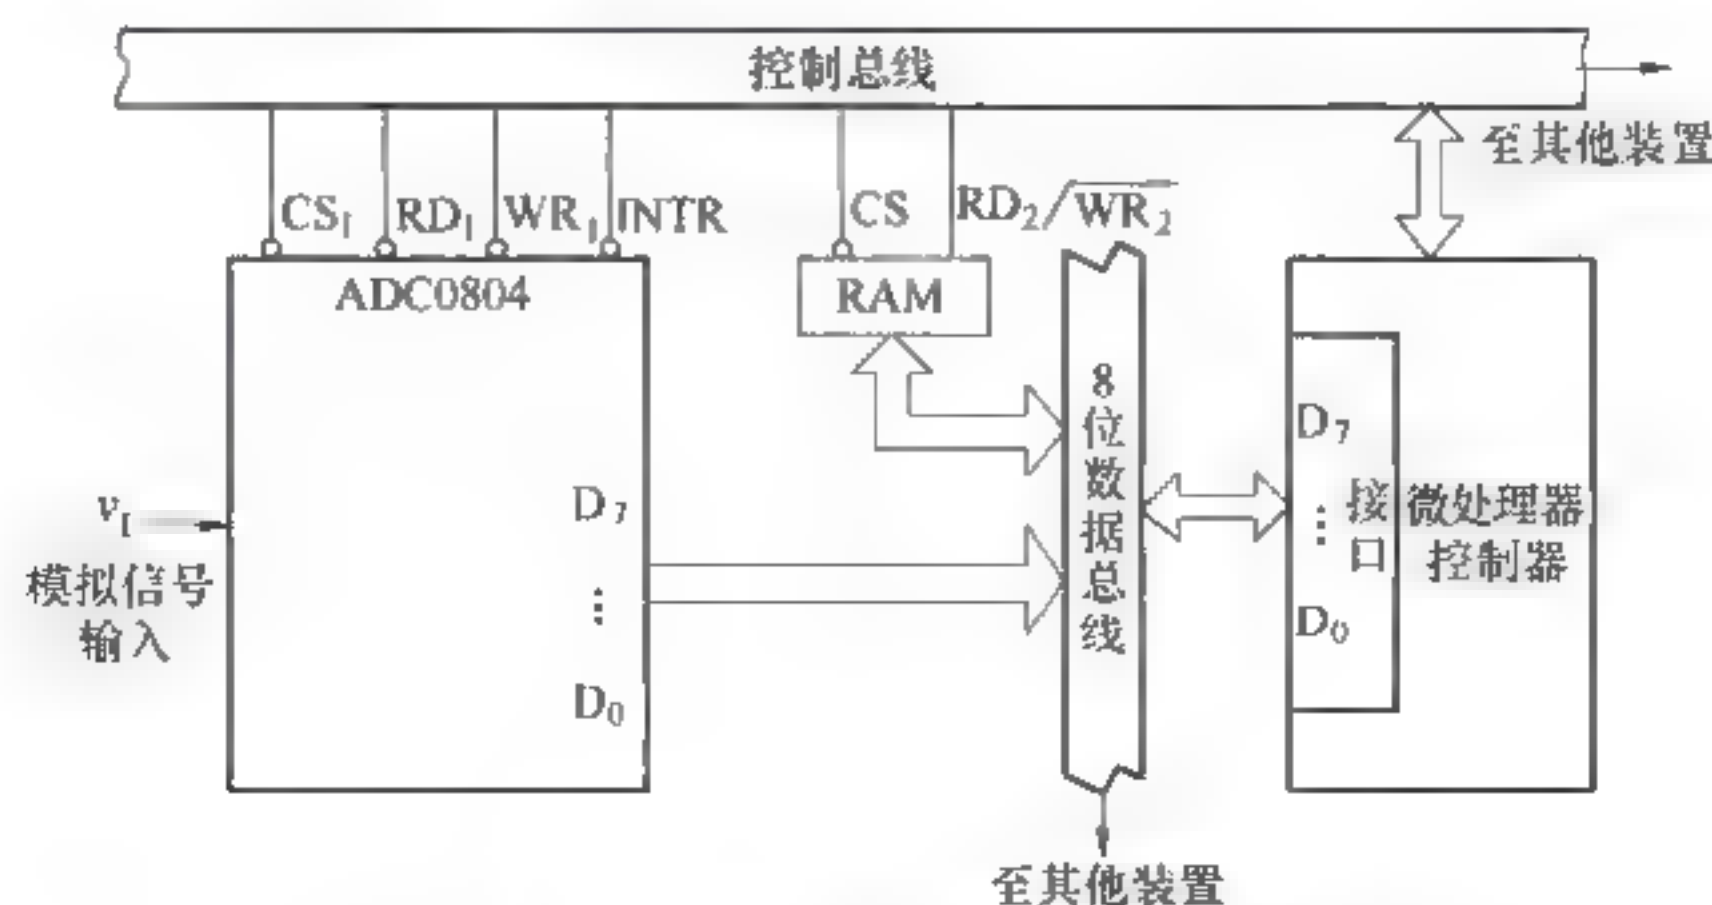 控制总线
至其他装置
CS₁ RD₁ WR₁ INTR CS RD₂/W̅R̅₂̅
ADC0804 RAM
v_I
模拟信号
输入
D₇
⋮
D₀
8
位
数
据
总
线
D₇
⋮
D₀
接
口
微处理器
控制器
至其他装置